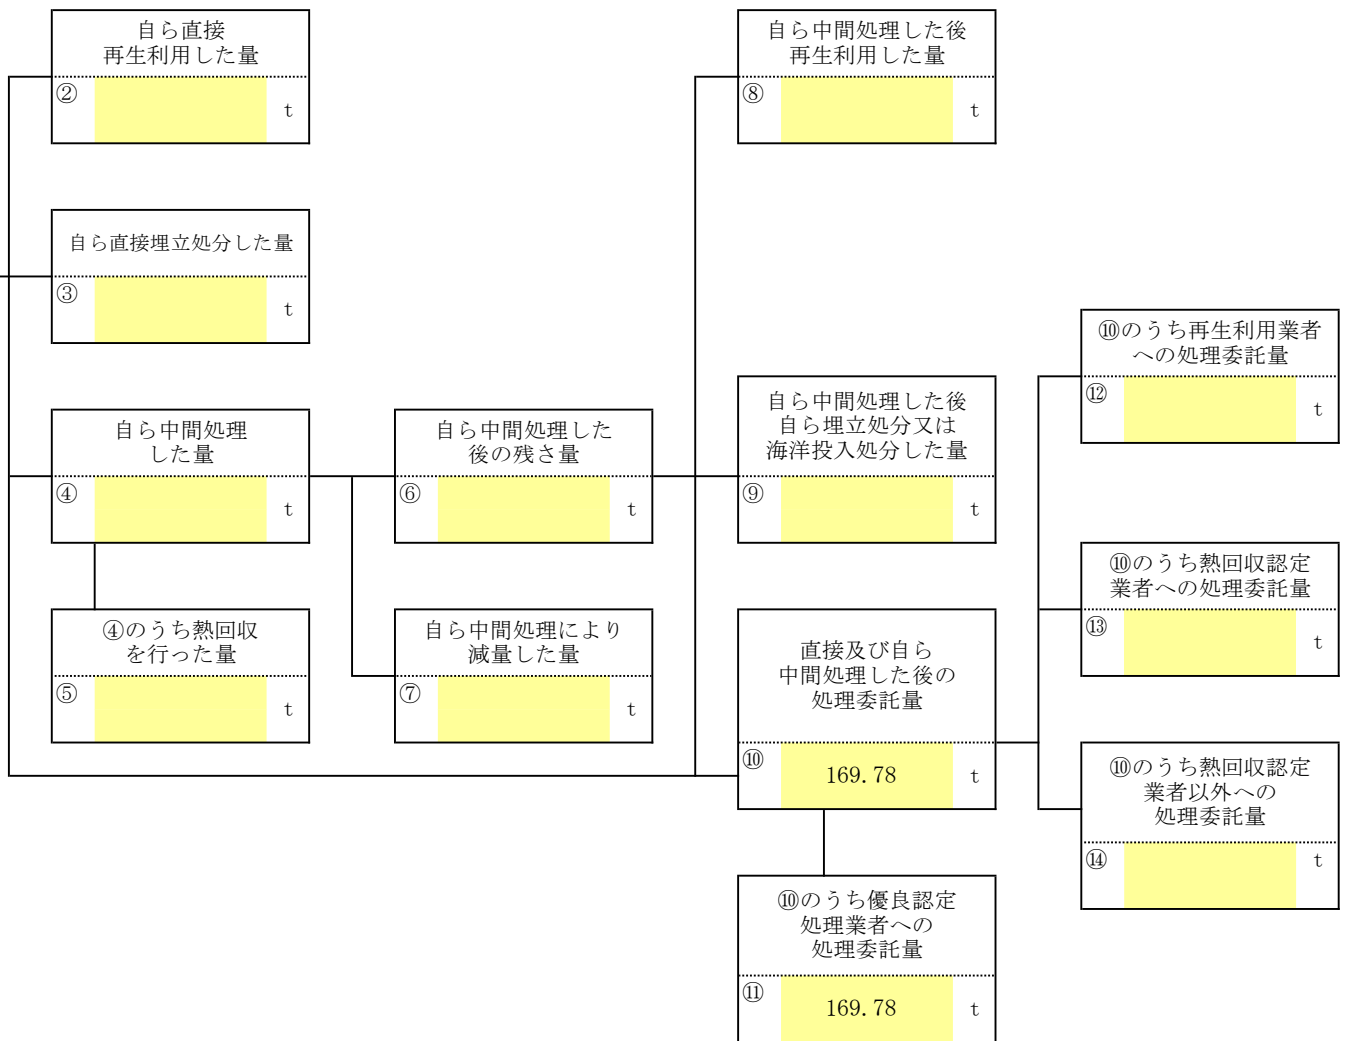 自ら直接
再生利用した量
② t
自ら中間処理した後
再生利用した量
⑧ t
自ら直接埋立処分した量
③ t
⑩のうち再生利用業者
への処理委託量
⑫ t
自ら中間処理
した量
④ t
自ら中間処理した
後の残さ量
⑥ t
自ら中間処理した後
自ら埋立処分又は
海洋投入処分した量
⑨ t
⑩のうち熱回収認定
業者への処理委託量
⑬ t
④のうち熱回収
を行った量
⑤ t
自ら中間処理により
減量した量
⑦ t
直接及び自ら
中間処理した後の
処理委託量
⑩ 169.78 t
⑩のうち熱回収認定
業者以外への
処理委託量
⑭ t
⑩のうち優良認定
処理業者への
処理委託量
⑪ 169.78 t